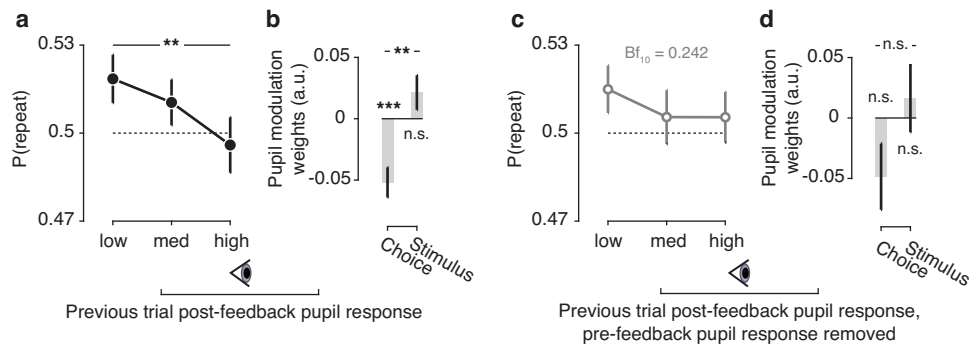 a
0.53
0.5
0.47
P(repeat)
**
low
med
high
Previous trial post-feedback pupil response
b
0.05
0
-0.05
Pupil modulation
weights (a.u.)
**
***
n.s.
Choice
Stimulus
c
0.53
0.5
0.47
P(repeat)
Bf10 = 0.242
low
med
high
Previous trial post-feedback pupil response,
pre-feedback pupil response removed
d
0.05
0
-0.05
Pupil modulation
weights (a.u.)
n.s.
n.s.
n.s.
Choice
Stimulus